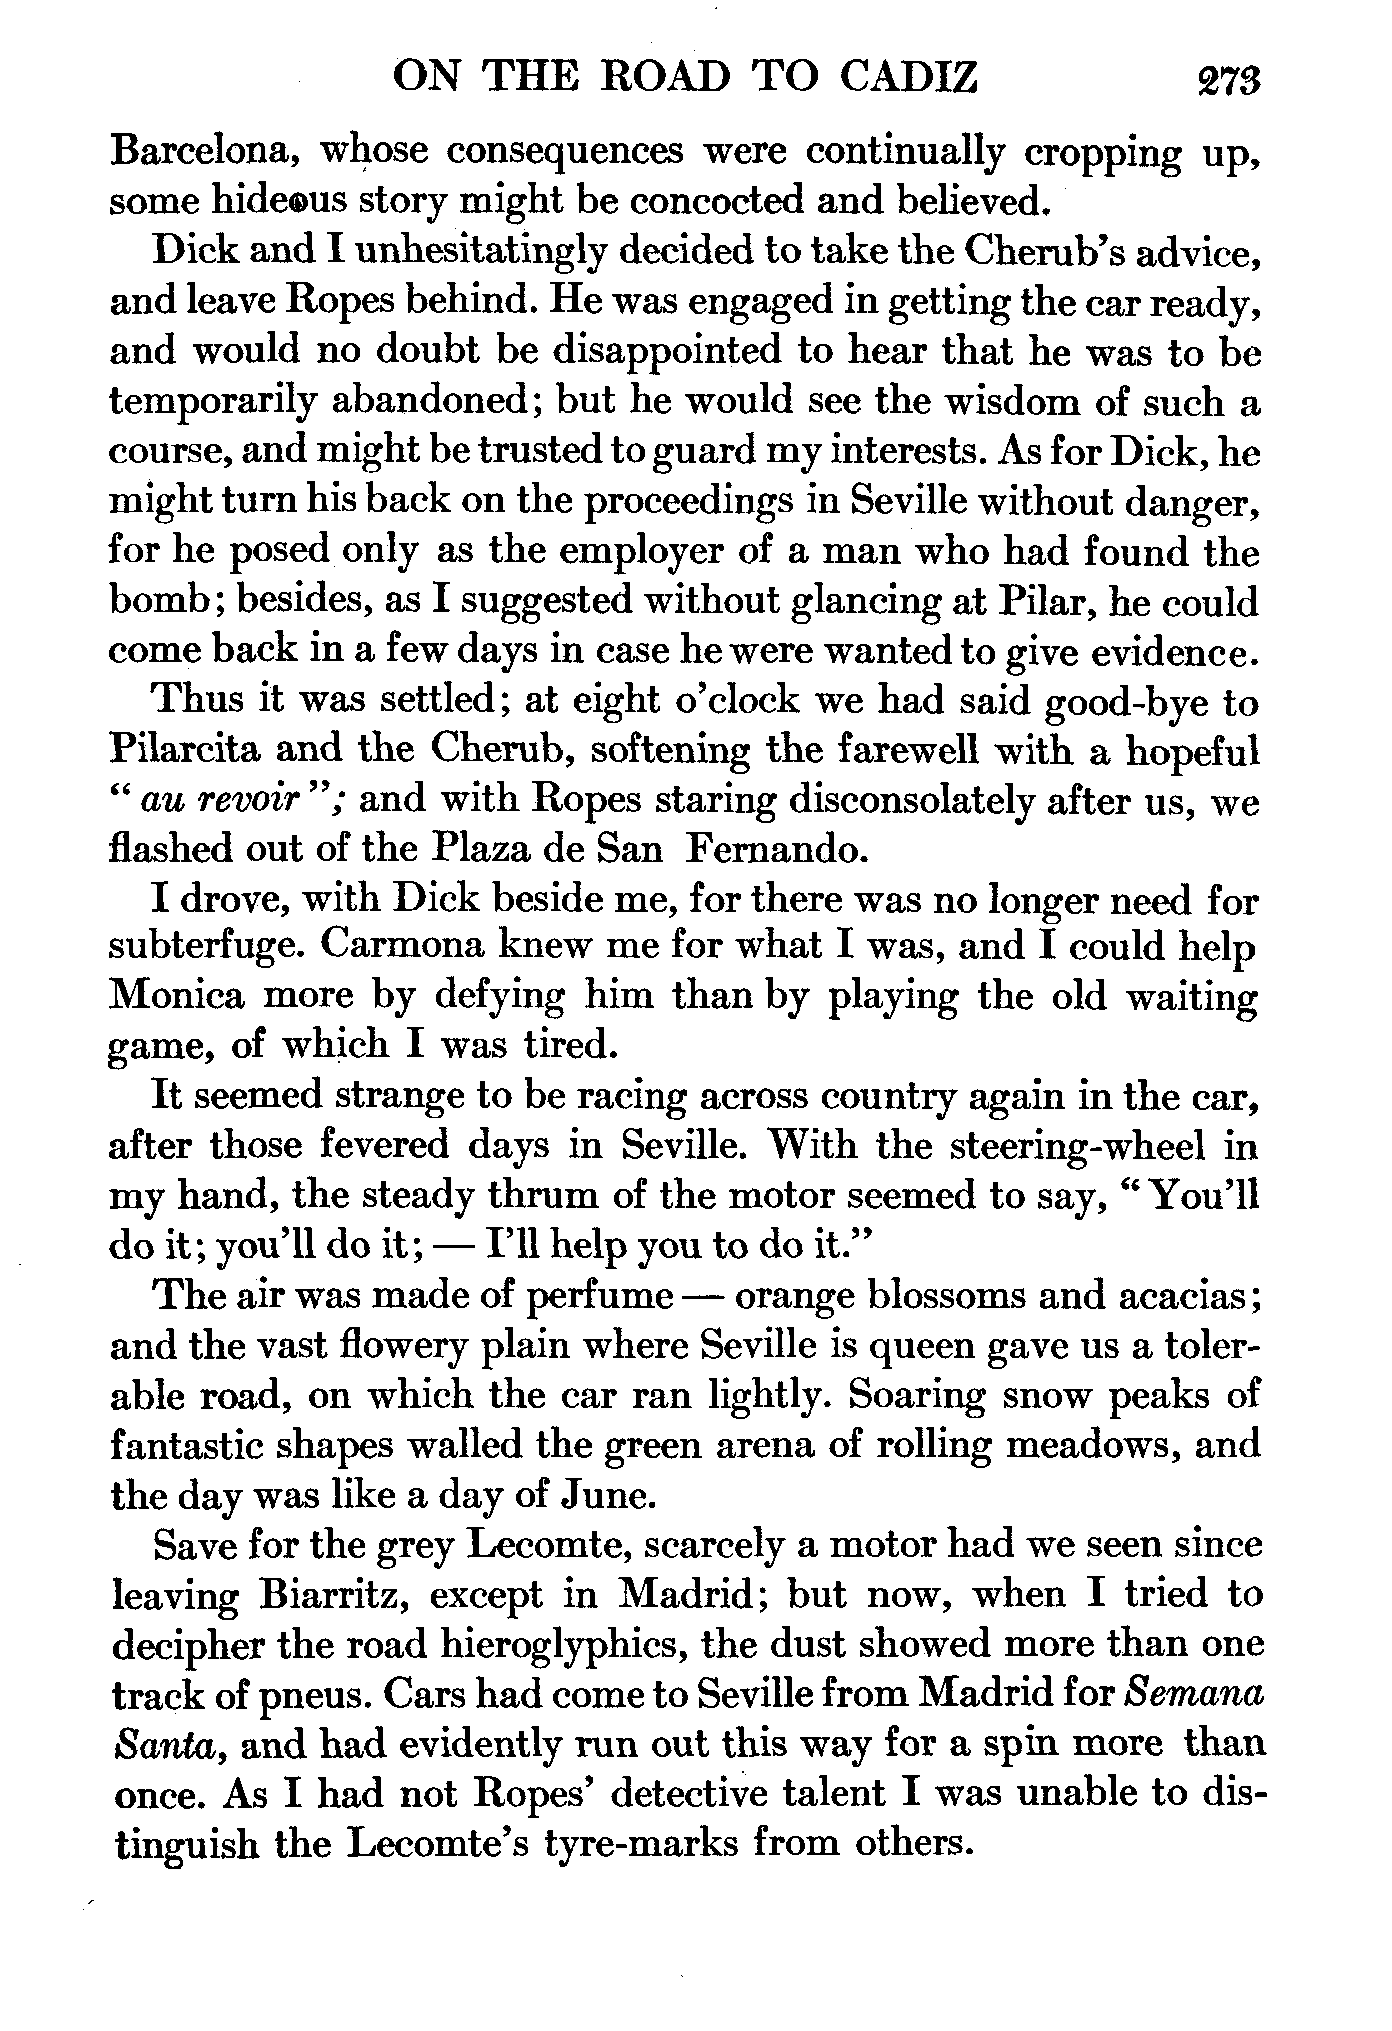 ON THE ROAD TO CADIZ 273
Barcelona, whose consequences were continually cropping up,
some hideous story might be concocted and believed.
Dick and I unhesitatingly decided to take the Cherub's advice,
and leave Ropes behind. He was engaged in getting the car ready,
and would no doubt be disappointed to hear that he was to be
temporarily abandoned; but he would see the wisdom of such a
course, and might be trusted to guard my interests. As for Dick, he
might turn his back on the proceedings in Seville without danger,
for he posed only as the employer of a man who had found the
bomb; besides, as I suggested without glancing at Pilar, he could
come back in a few days in case he were wanted to give evidence.
Thus it was settled; at eight o'clock we had said good-bye to
Pilarcita and the Cherub, softening the farewell with a hopeful
“ au revoir ”; and with Ropes staring disconsolately after us, we
flashed out of the Plaza de San Fernando.
I drove, with Dick beside me, for there was no longer need for
subterfuge. Carmona knew me for what I was, and I could help
Monica more by defying him than by playing the old waiting
game, of which I was tired.
It seemed strange to be racing across country again in the car,
after those fevered days in Seville. With the steering-wheel in
my hand, the steady thrum of the motor seemed to say, “ You'll
do it; you'll do it; — I'll help you to do it.”
The air was made of perfume — orange blossoms and acacias;
and the vast flowery plain where Seville is queen gave us a toler-
able road, on which the car ran lightly. Soaring snow peaks of
fantastic shapes walled the green arena of rolling meadows, and
the day was like a day of June.
Save for the grey Lecomte, scarcely a motor had we seen since
leaving Biarritz, except in Madrid; but now, when I tried to
decipher the road hieroglyphics, the dust showed more than one
track of pneus. Cars had come to Seville from Madrid for Semana
Santa, and had evidently run out this way for a spin more than
once. As I had not Ropes' detective talent I was unable to dis-
tinguish the Lecomte's tyre-marks from others.